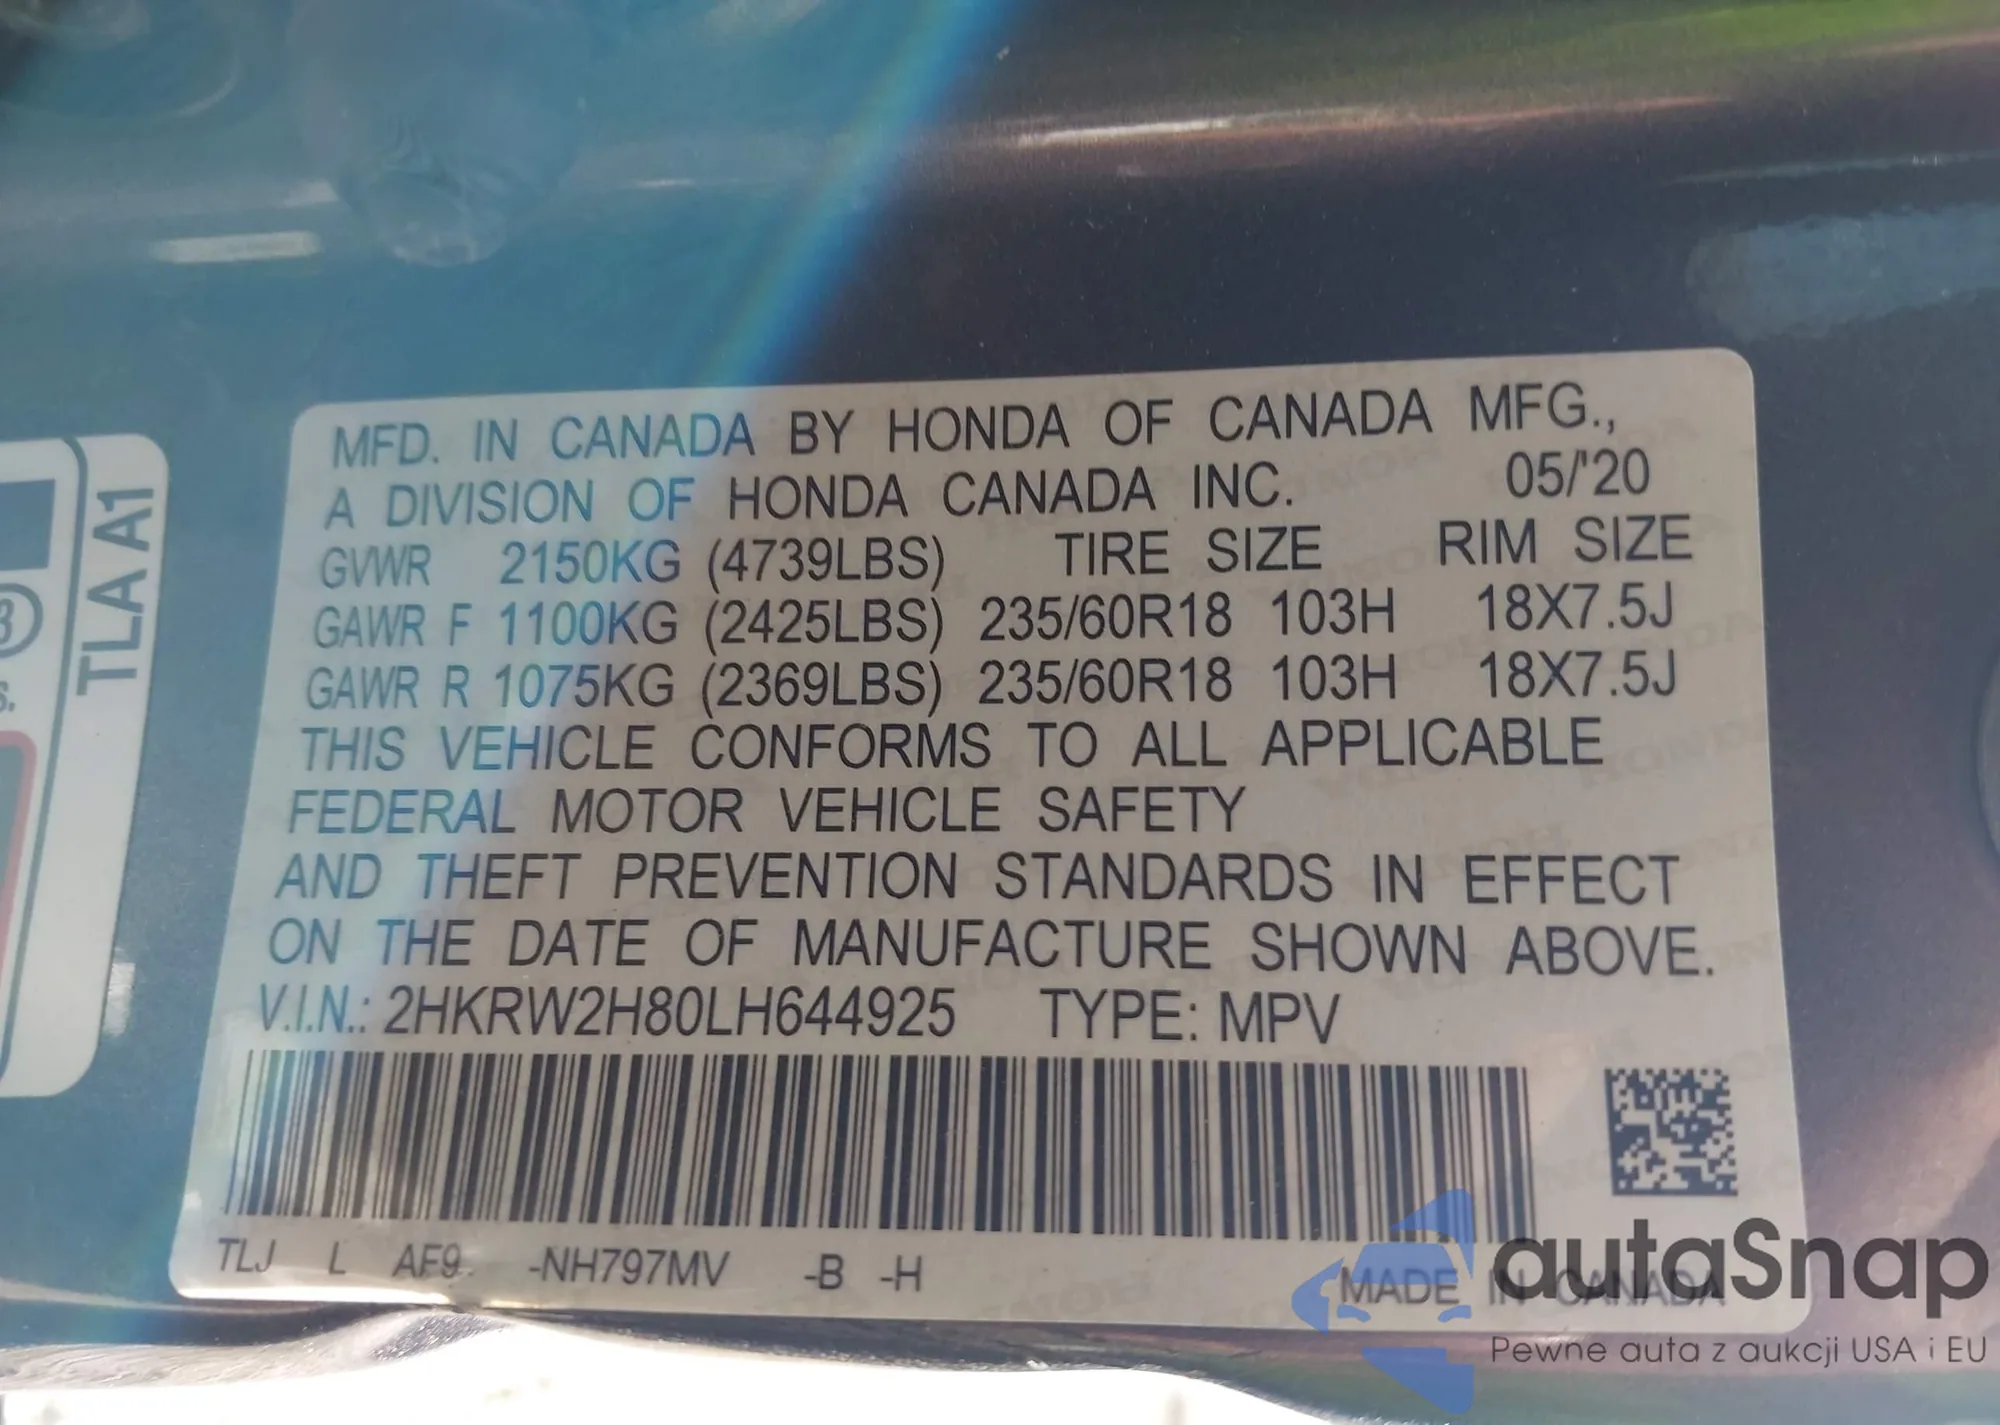 MFD. IN CANADA BY HONDA OF CANADA MFG.,
A DIVISION OF HONDA CANADA INC. 05/'20
GVWR 2150KG (4739LBS) TIRE SIZE RIM SIZE
GAWR F 1100KG (2425LBS) 235/60R18 103H 18X7.5J
GAWR R 1075KG (2369LBS) 235/60R18 103H 18X7.5J
THIS VEHICLE CONFORMS TO ALL APPLICABLE
FEDERAL MOTOR VEHICLE SAFETY
AND THEFT PREVENTION STANDARDS IN EFFECT
ON THE DATE OF MANUFACTURE SHOWN ABOVE.
V.I.N.: 2HKRW2H80LH644925 TYPE: MPV
TLJ L AF9 -NH797MV -B -H
MADE IN CANADA
TLA A1
autaSnap
Pewne auta z aukcji USA i EU